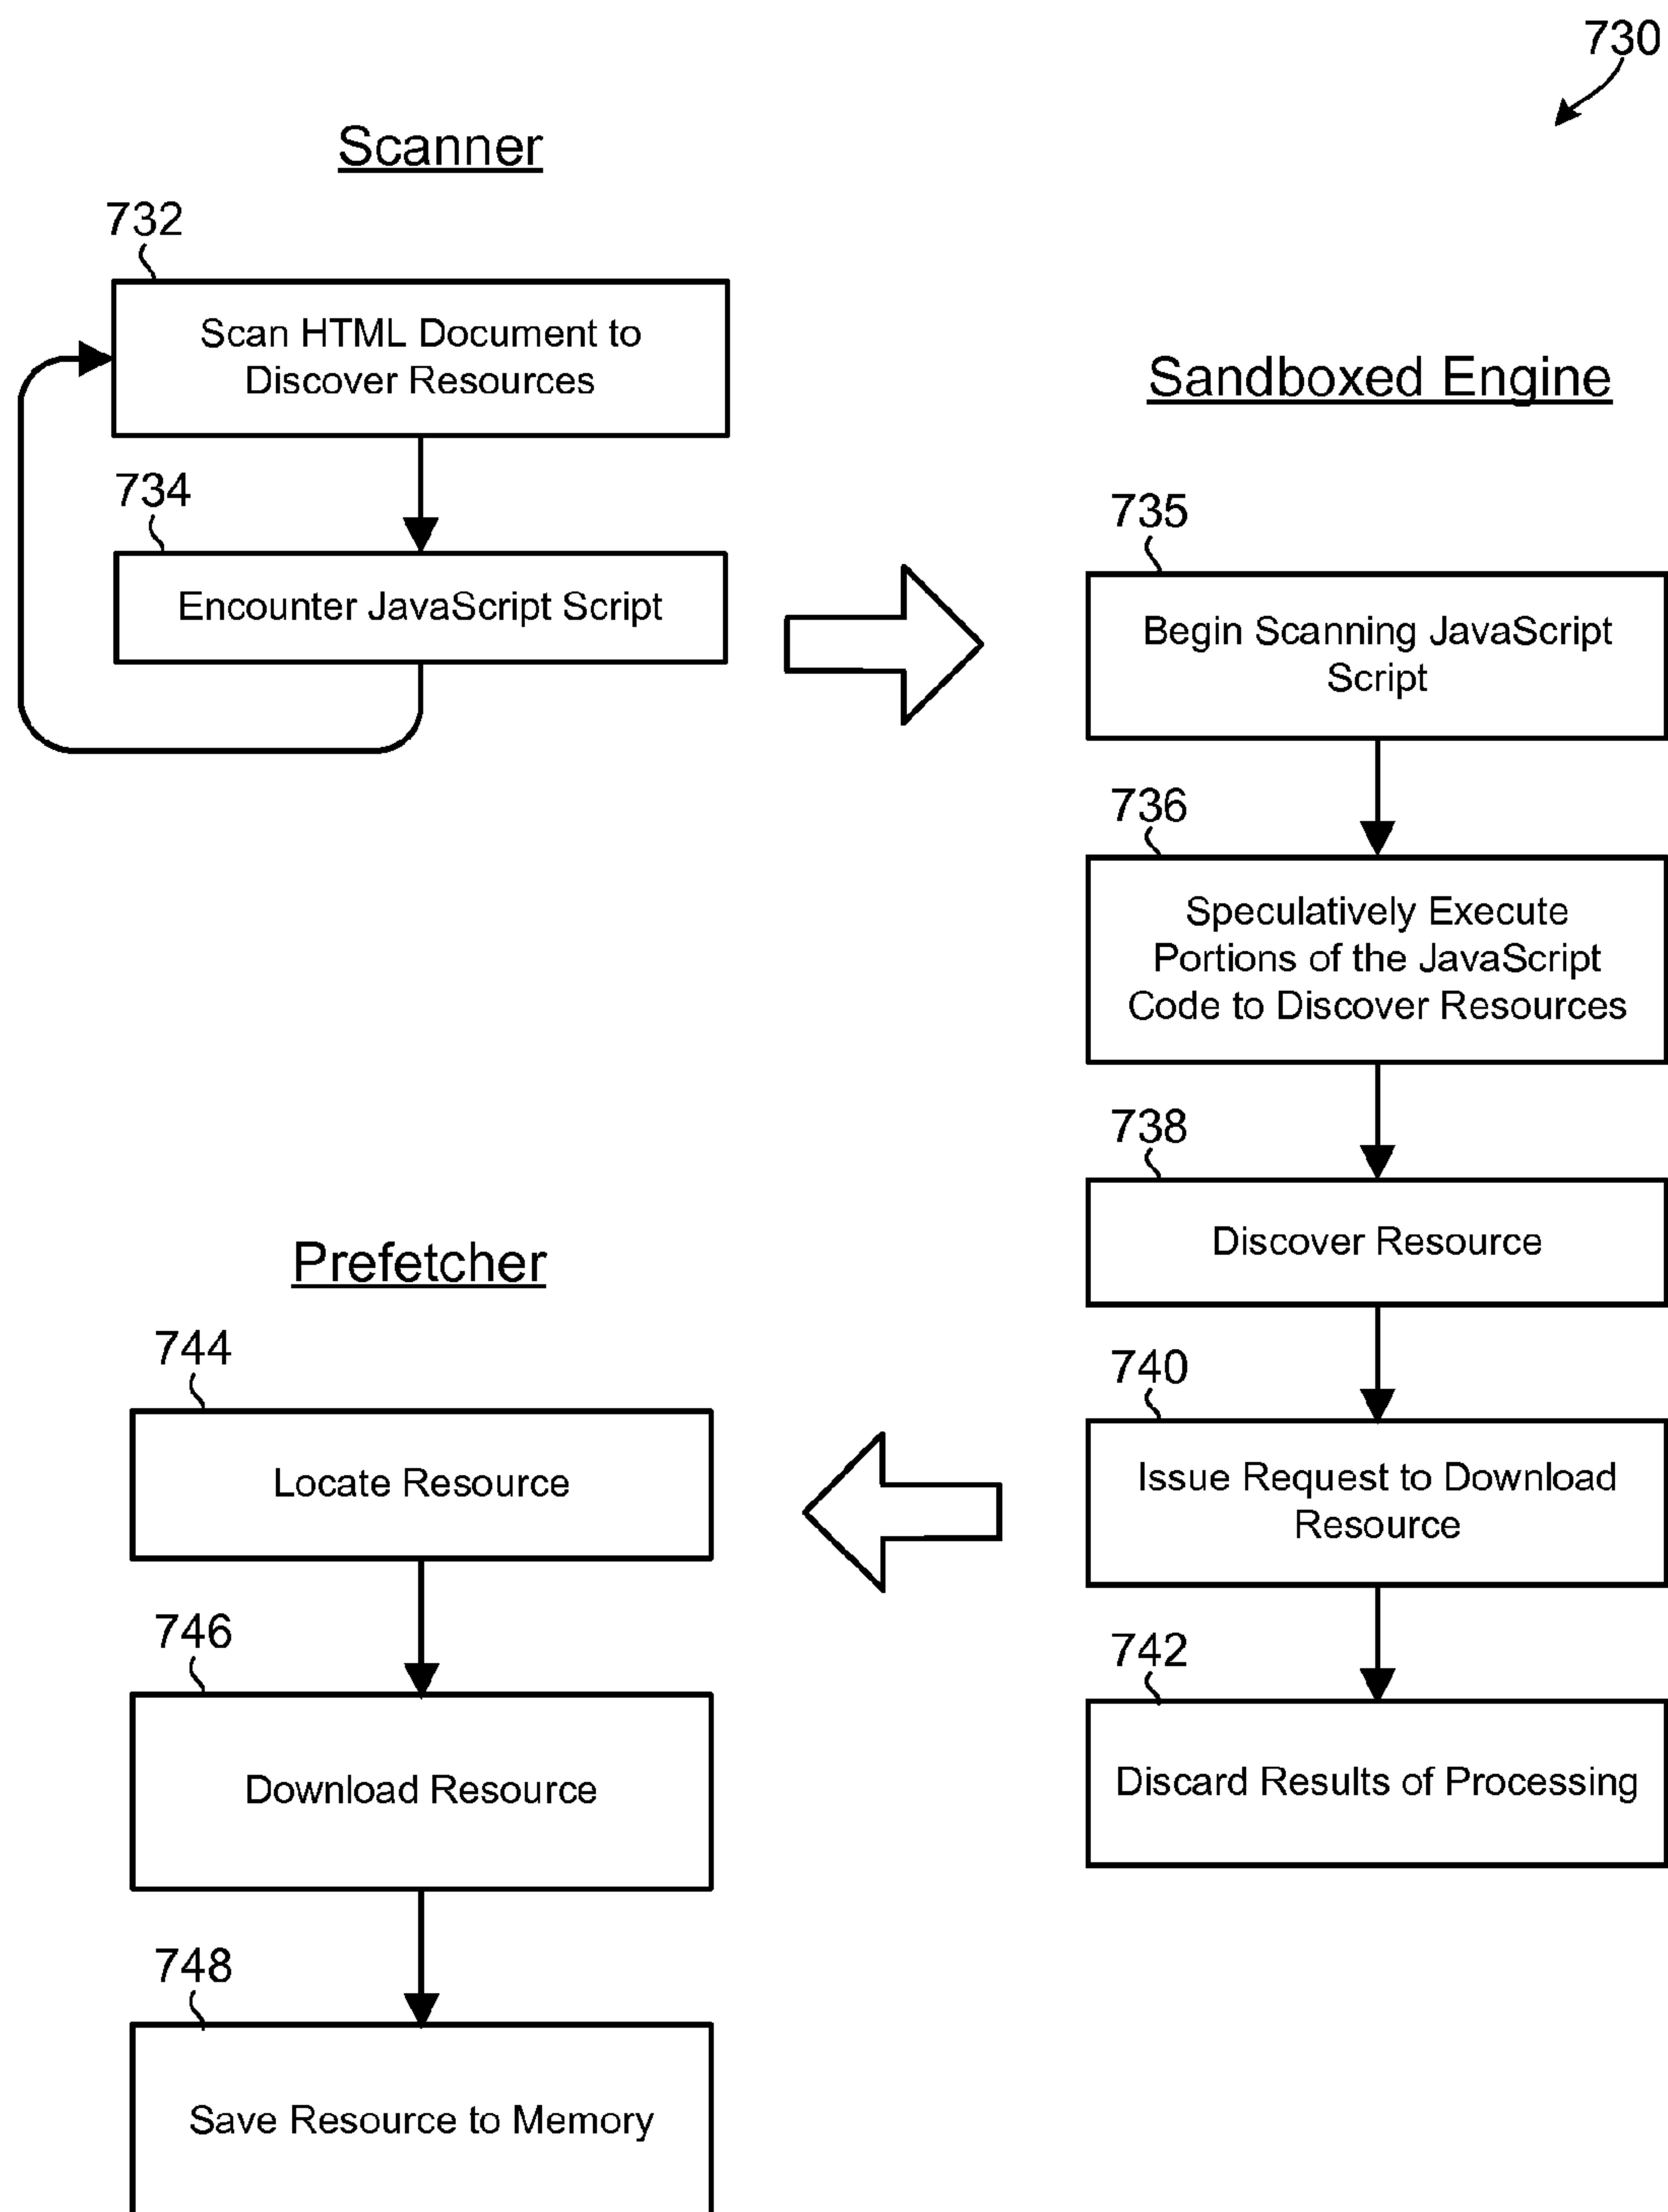 730
Scanner
732
Scan HTML Document to
Discover Resources
734
Encounter JavaScript Script
Sandboxed Engine
735
Begin Scanning JavaScript
Script
736
Speculatively Execute
Portions of the JavaScript
Code to Discover Resources
738
Discover Resource
740
Issue Request to Download
Resource
742
Discard Results of Processing
Prefetcher
744
Locate Resource
746
Download Resource
748
Save Resource to Memory